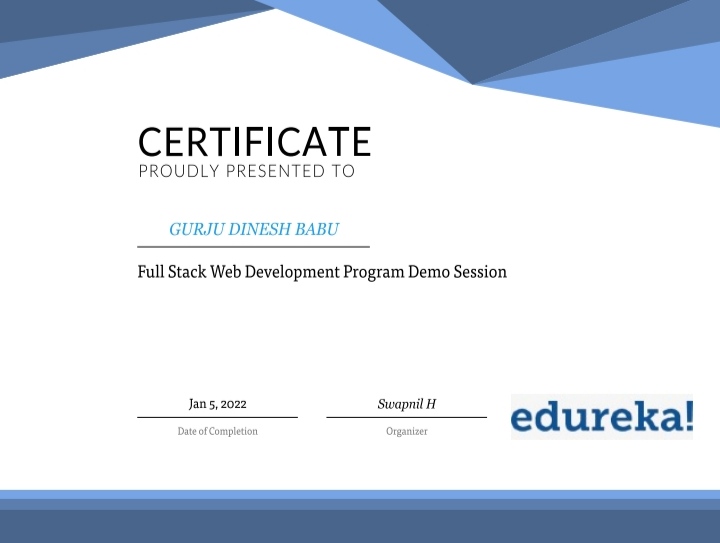 CERTIFICATE
PROUDLY PRESENTED TO
GURJU DINESH BABU
Full Stack Web Development Program Demo Session
Jan 5, 2022
Swapnil H
Date of Completion
Organizer
edureka!